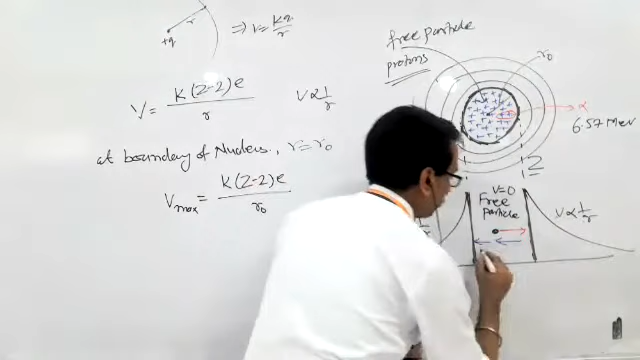 +q
r
⇒ V = Kq/r
V = K(Z-2)e/r
V ∝ 1/r
at boundary of Nucleus, r = r₀
Vmax = K(Z-2)e/r₀
free particle
protons
r₀
α
6.57 MeV
Z
V=0
Free
particle
V ∝ 1/r